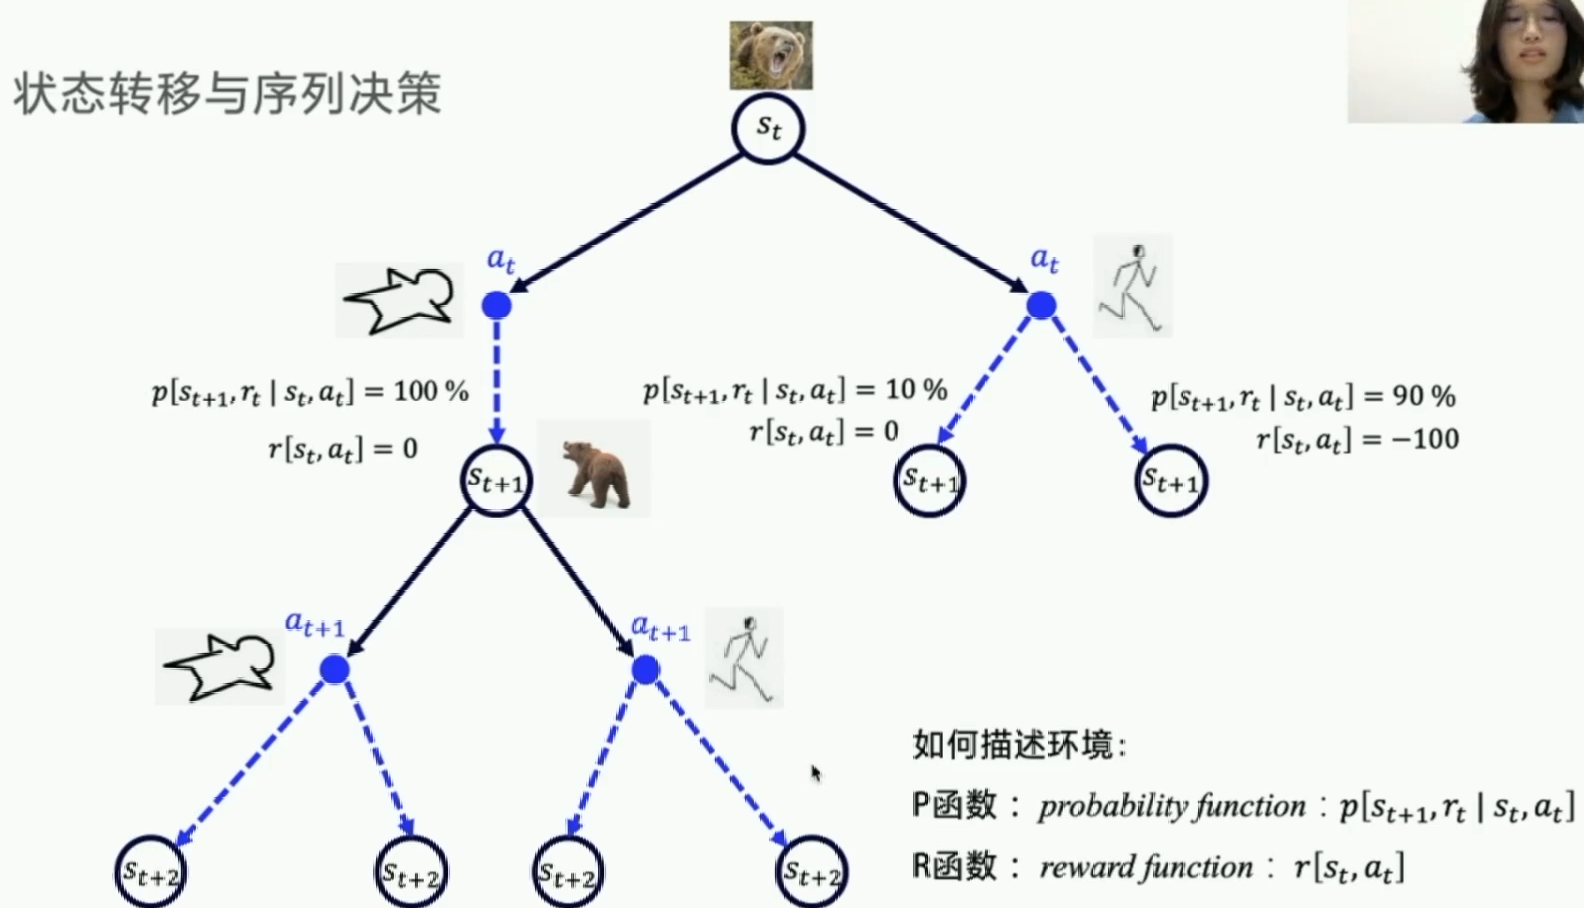 状态转移与序列决策
s_t
a_t
a_t
p[s_{t+1}, r_t | s_t, a_t] = 100 %
r[s_t, a_t] = 0
p[s_{t+1}, r_t | s_t, a_t] = 10 %
r[s_t, a_t] = 0
p[s_{t+1}, r_t | s_t, a_t] = 90 %
r[s_t, a_t] = −100
s_{t+1}
s_{t+1}
s_{t+1}
a_{t+1}
a_{t+1}
s_{t+2}
s_{t+2}
s_{t+2}
s_{t+2}
如何描述环境：
P函数： probability function : p[s_{t+1}, r_t | s_t, a_t]
R函数： reward function : r[s_t, a_t]